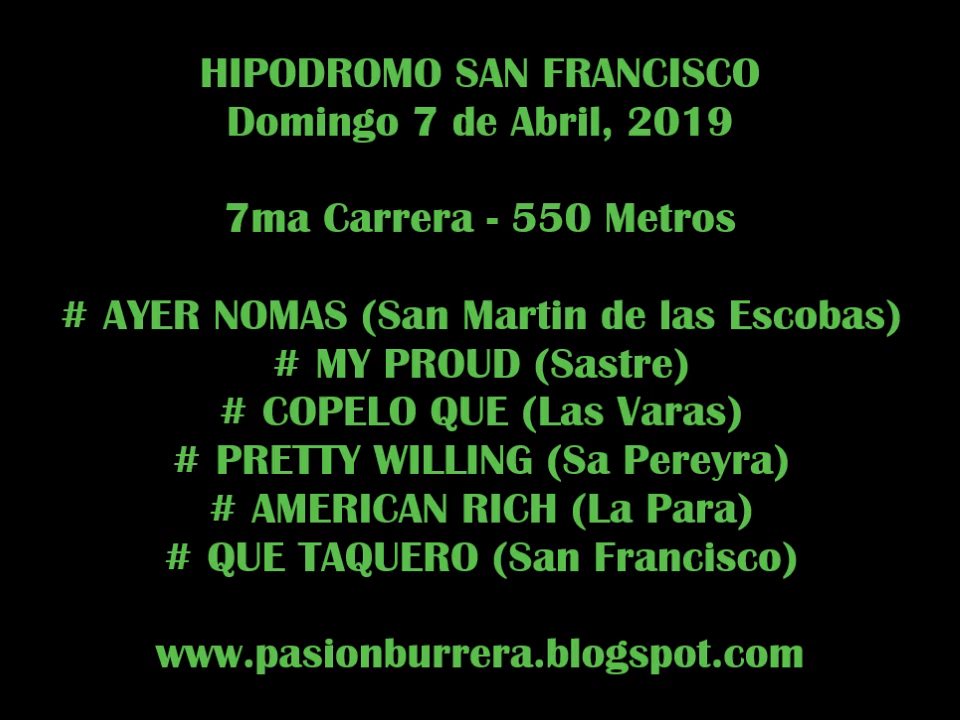 HIPODROMO SAN FRANCISCO
Domingo 7 de Abril, 2019
7ma Carrera - 550 Metros
# AYER NOMAS (San Martin de las Escobas)
# MY PROUD (Sastre)
# COPELO QUE (Las Varas)
# PRETTY WILLING (Sa Pereyra)
# AMERICAN RICH (La Para)
# QUE TAQUERO (San Francisco)
www.pasionburrera.blogspot.com